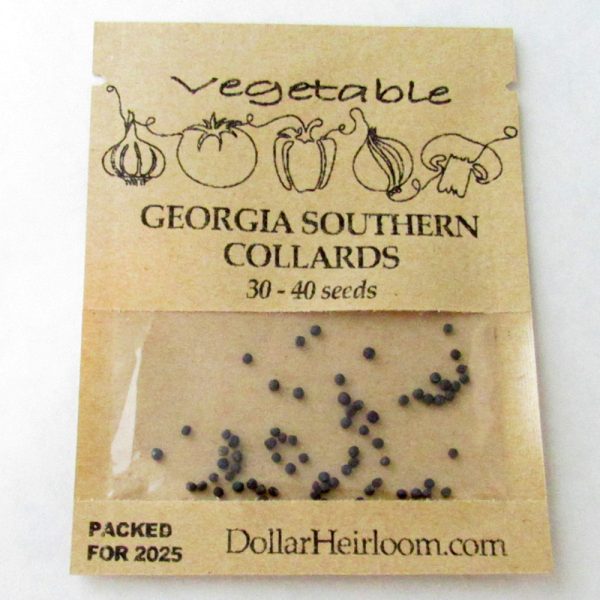 Vegetable
GEORGIA SOUTHERN
COLLARDS
30 - 40 seeds
PACKED
FOR 2025
DollarHeirloom.com